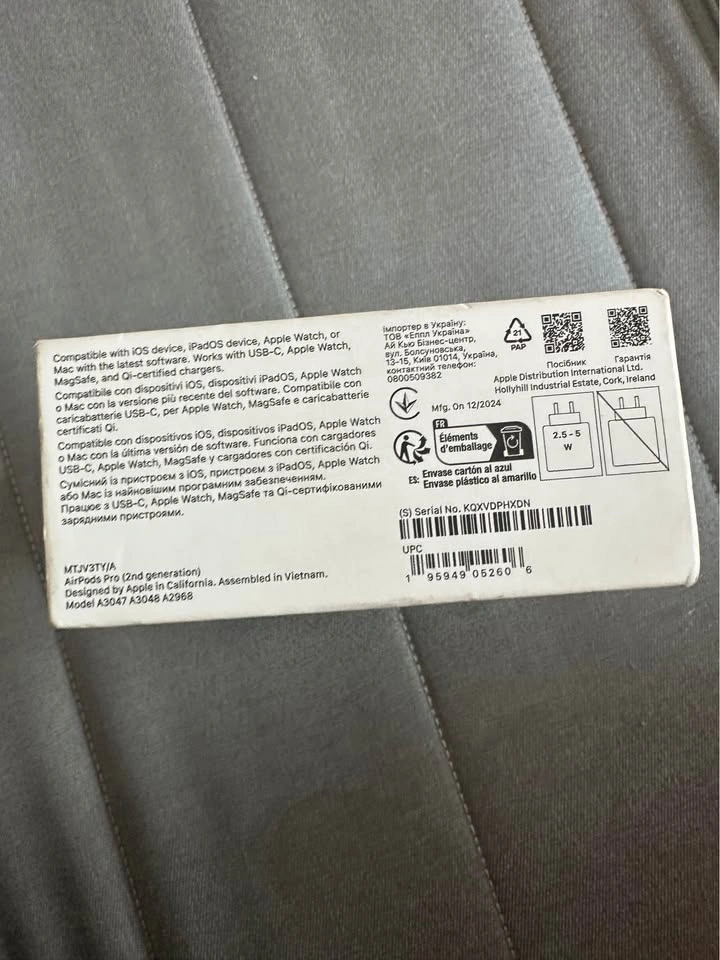 Compatible with iOS device, iPadOS device, Apple Watch, or
Mac with the latest software. Works with USB-C, Apple Watch,
MagSafe, and Qi-certified chargers.
Compatibile con dispositivi iOS, dispositivi iPadOS, Apple Watch
o Mac con la versione più recente del software. Compatibile con
caricabatterie USB-C, per Apple Watch, MagSafe e caricabatterie
certificati Qi.
Compatible con dispositivos iOS, dispositivos iPadOS, Apple Watch
o Mac con la última versión de software. Funciona con cargadores
USB-C, Apple Watch, MagSafe y cargadores con certificación Qi.
Сумісний із пристроєм з iOS, пристроєм з iPadOS, Apple Watch
або Mac із найновішим програмним забезпеченням.
Працює з USB-C, Apple Watch, MagSafe та Qi-сертифікованими
зарядними пристроями.
MTJV3TY/A
AirPods Pro (2nd generation)
Designed by Apple in California. Assembled in Vietnam.
Model A3047 A3048 A2968
Імпортер в Україну:
ТОВ «Еппл Україна»
АЙ Кью Бізнес-центр,
вул. Болсуновська,
13-15, Київ 01014, Україна,
контактний телефон:
0800509382
21
PAP
Посібник
Гарантія
Apple Distribution International Ltd.
Hollyhill Industrial Estate, Cork, Ireland
Mfg. On 12/2024
FR
Éléments
d'emballage
ES: Envase cartón al azul
Envase plástico al amarillo
2.5 - 5
W
(S) Serial No. KQXVDPHXDN
UPC
1 95949 05260 6